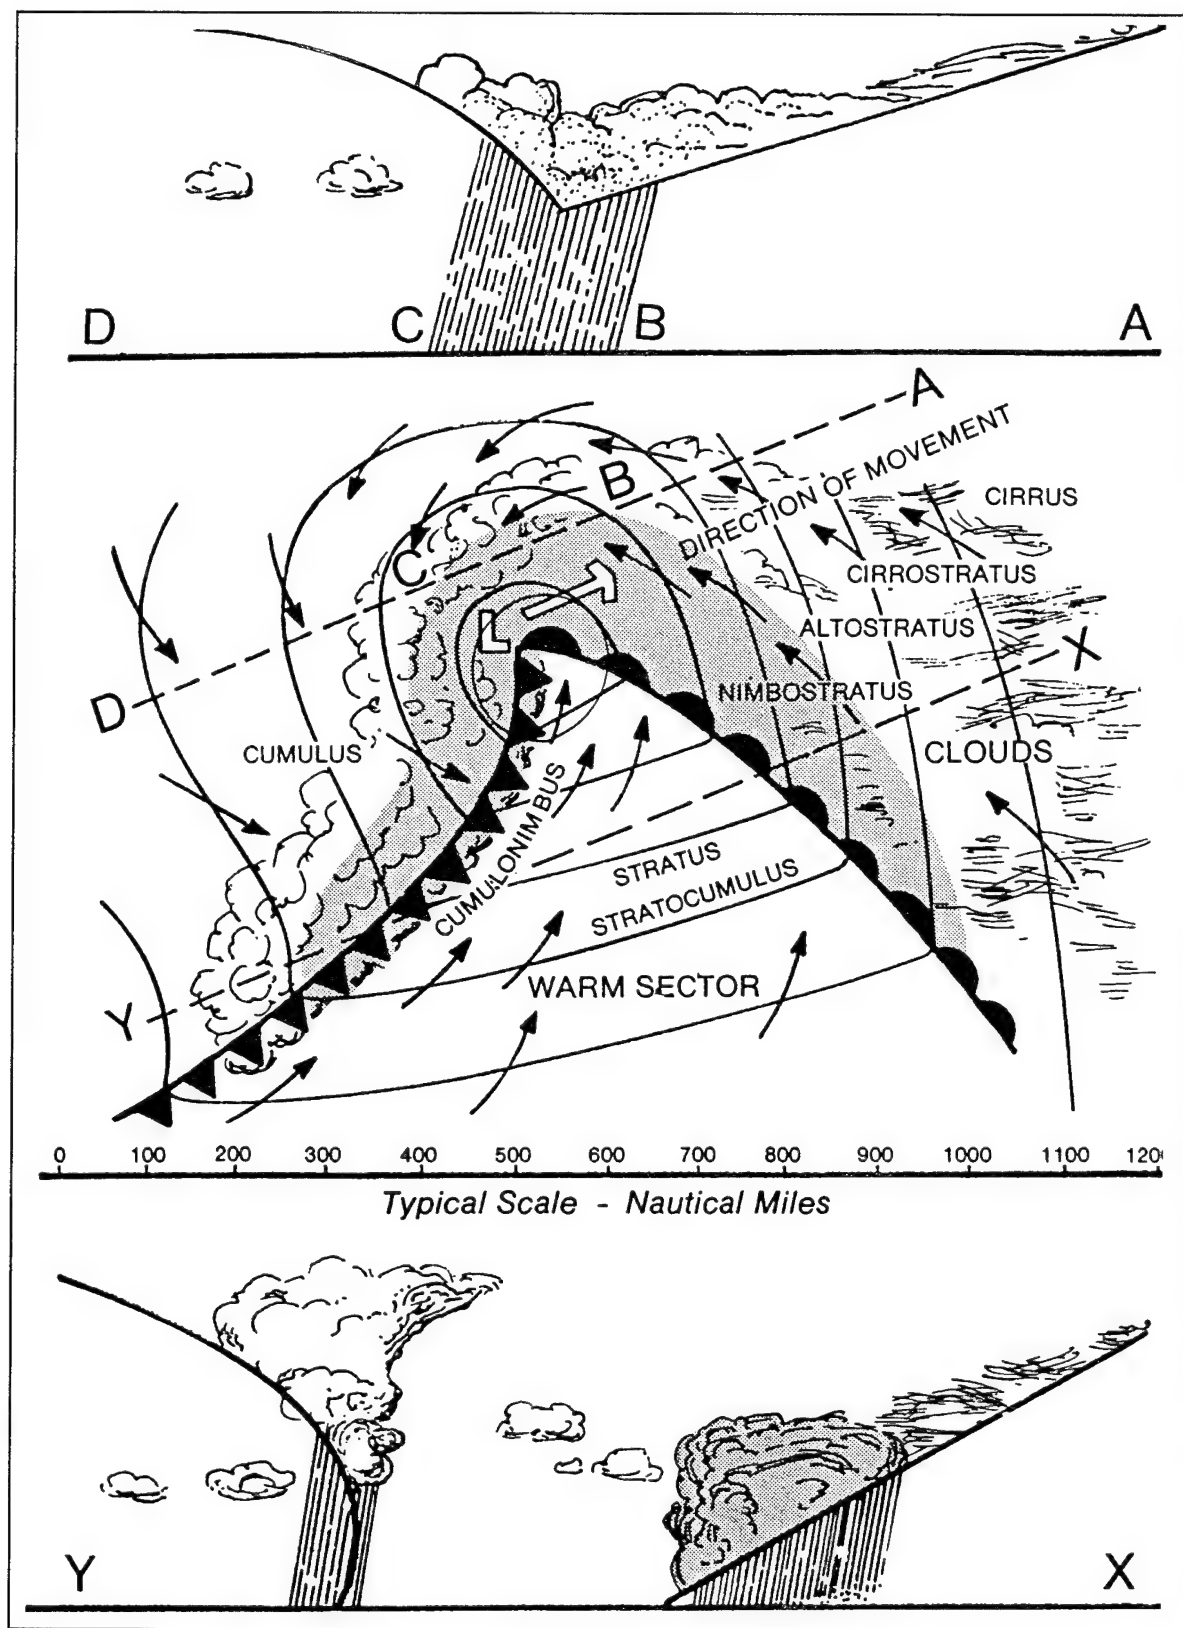 D
C
B
A
A
DIRECTION OF MOVEMENT
B
CIRRUS
C
CIRROSTRATUS
L
ALTOSTRATUS
X
D
NIMBOSTRATUS
CUMULUS
CLOUDS
CUMULONIMBUS
STRATUS
STRATOCUMULUS
WARM SECTOR
Y
0 100 200 300 400 500 600 700 800 900 1000 1100 120
Typical Scale - Nautical Miles
Y
X